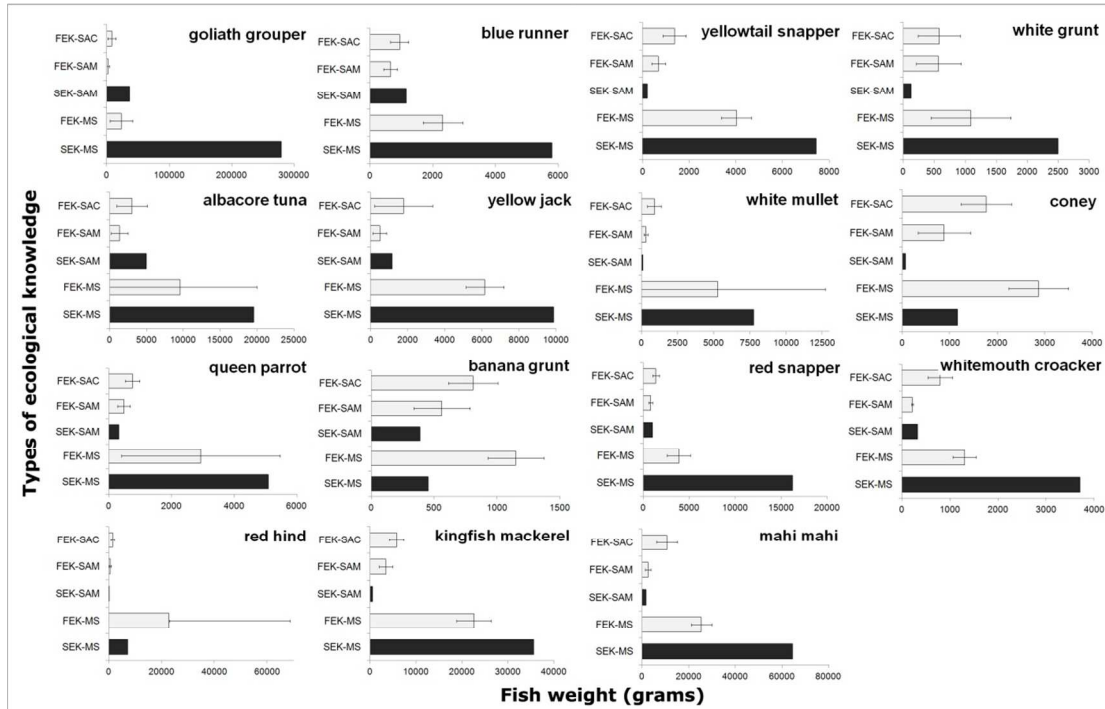 Types of ecological knowledge
goliath grouper
FEK-SAC
FEK-SAM
SEK-SAM
FEK-MS
SEK-MS
0 100000 200000 300000
blue runner
FEK-SAC
FEK-SAM
SEK-SAM
FEK-MS
SEK-MS
0 2000 4000 6000
yellowtail snapper
FEK-SAC
FEK-SAM
SEK-SAM
FEK-MS
SEK-MS
0 2000 4000 6000 8000
white grunt
FEK-SAC
FEK-SAM
SEK-SAM
FEK-MS
SEK-MS
0 500 1000 1500 2000 2500 3000
albacore tuna
FEK-SAC
FEK-SAM
SEK-SAM
FEK-MS
SEK-MS
0 5000 10000 15000 20000 25000
yellow jack
FEK-SAC
FEK-SAM
SEK-SAM
FEK-MS
SEK-MS
0 2000 4000 6000 8000 10000
white mullet
FEK-SAC
FEK-SAM
SEK-SAM
FEK-MS
SEK-MS
0 2500 5000 7500 10000 12500
coney
FEK-SAC
FEK-SAM
SEK-SAM
FEK-MS
SEK-MS
0 1000 2000 3000 4000
queen parrot
FEK-SAC
FEK-SAM
SEK-SAM
FEK-MS
SEK-MS
0 2000 4000 6000
banana grunt
FEK-SAC
FEK-SAM
SEK-SAM
FEK-MS
SEK-MS
0 500 1000 1500
red snapper
FEK-SAC
FEK-SAM
SEK-SAM
FEK-MS
SEK-MS
0 5000 10000 15000 20000
whitemouth croacker
FEK-SAC
FEK-SAM
SEK-SAM
FEK-MS
SEK-MS
0 1000 2000 3000 4000
red hind
FEK-SAC
FEK-SAM
SEK-SAM
FEK-MS
SEK-MS
0 20000 40000 60000
kingfish mackerel
FEK-SAC
FEK-SAM
SEK-SAM
FEK-MS
SEK-MS
0 10000 20000 30000 40000
mahi mahi
FEK-SAC
FEK-SAM
SEK-SAM
FEK-MS
SEK-MS
0 20000 40000 60000 80000
Fish weight (grams)